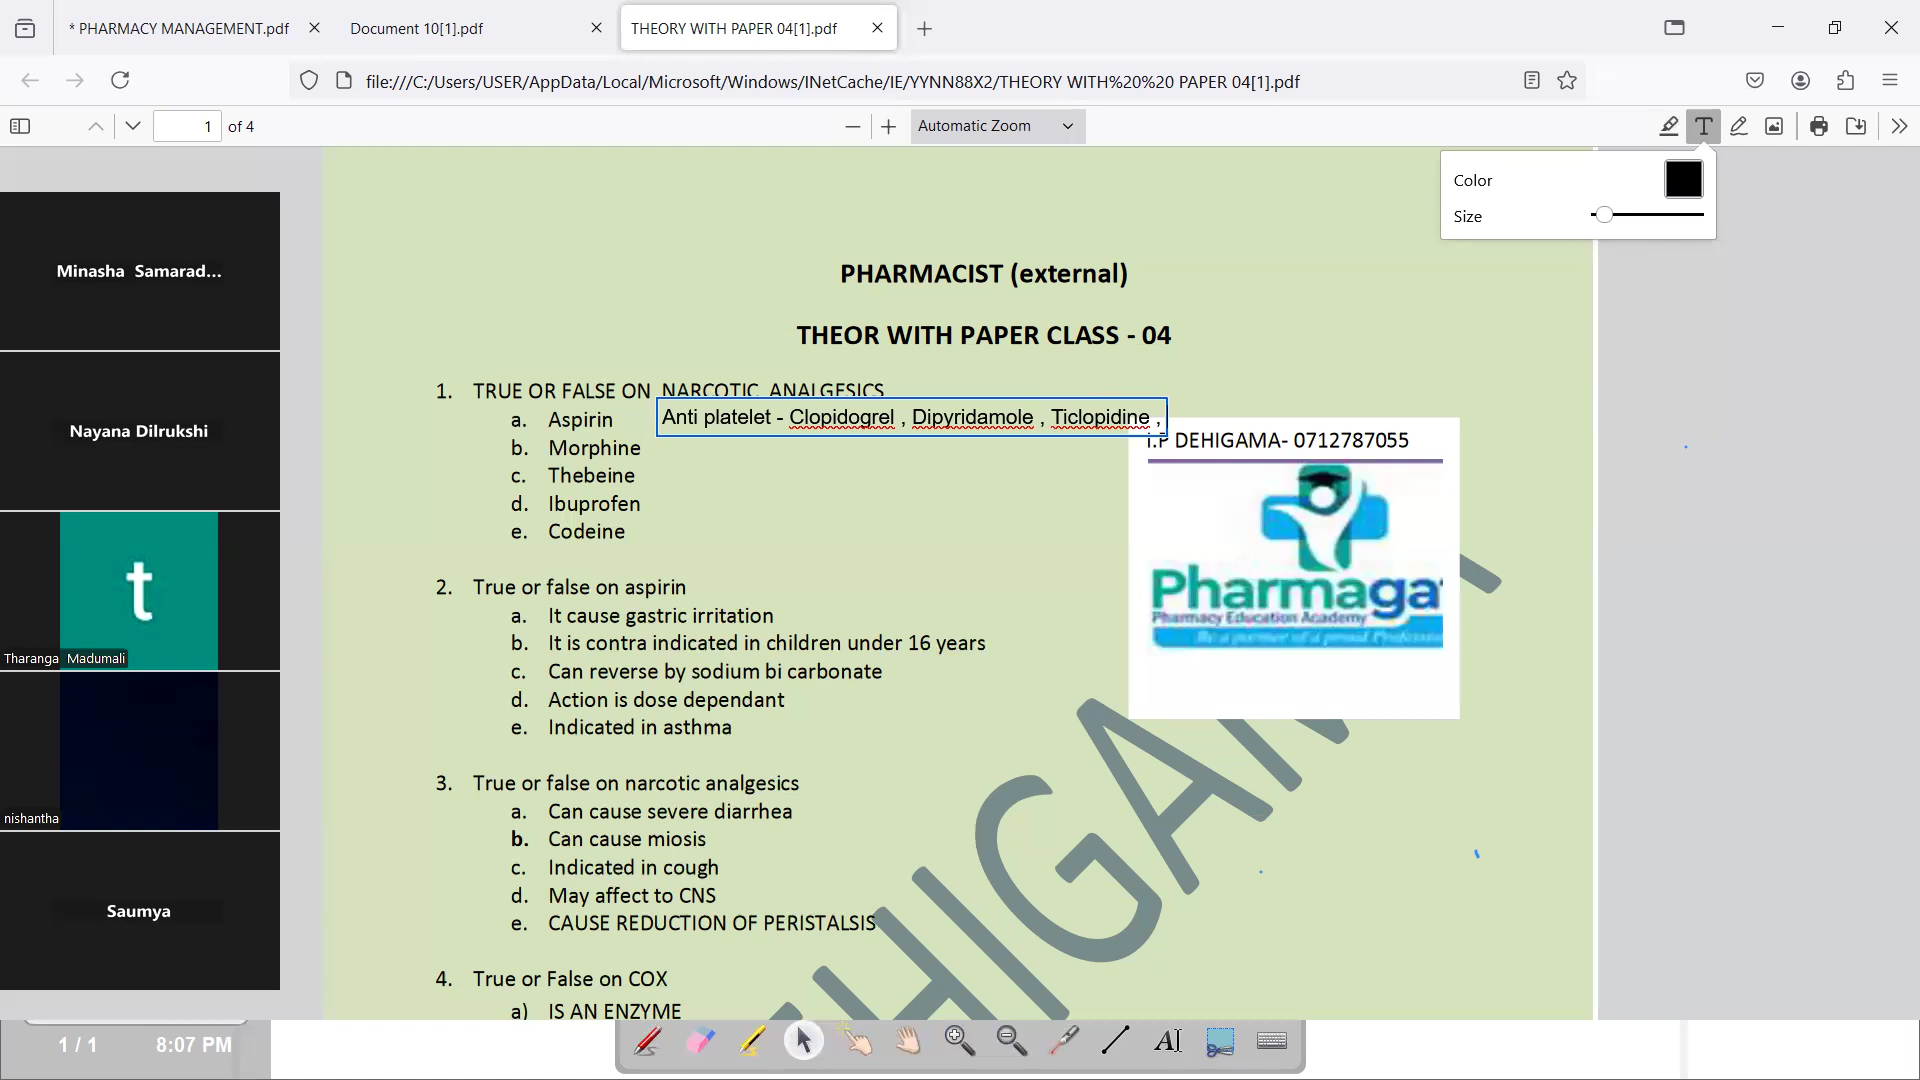 * PHARMACY MANAGEMENT.pdf
Document 10[1].pdf
THEORY WITH PAPER 04[1].pdf
file:///C:/Users/USER/AppData/Local/Microsoft/Windows/INetCache/IE/YYNN88X2/THEORY WITH%20%20 PAPER 04[1].pdf
1 of 4
Automatic Zoom
Color
Size
Minasha Samarad...
Nayana Dilrukshi
t
Tharanga Madumali
nishantha
Saumya
PHARMACIST (external)
THEOR WITH PAPER CLASS - 04
1. TRUE OR FALSE ON NARCOTIC ANALGESICS
Anti platelet - Clopidogrel , Dipyridamole , Ticlopidine ,
a. Aspirin
b. Morphine
c. Thebeine
d. Ibuprofen
e. Codeine
I.P DEHIGAMA- 0712787055
Pharmaga
Pharmacy Education Academy
Be a partner of a proud Profession
2. True or false on aspirin
a. It cause gastric irritation
b. It is contra indicated in children under 16 years
c. Can reverse by sodium bi carbonate
d. Action is dose dependant
e. Indicated in asthma
3. True or false on narcotic analgesics
a. Can cause severe diarrhea
b. Can cause miosis
c. Indicated in cough
d. May affect to CNS
e. CAUSE REDUCTION OF PERISTALSIS
4. True or False on COX
a) IS AN ENZYME
HIGAM
1 / 1
8:07 PM
AI